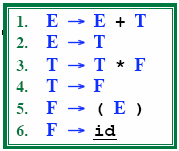 1. E → E + T
2. E → T
3. T → T * F
4. T → F
5. F → ( E )
6. F → id